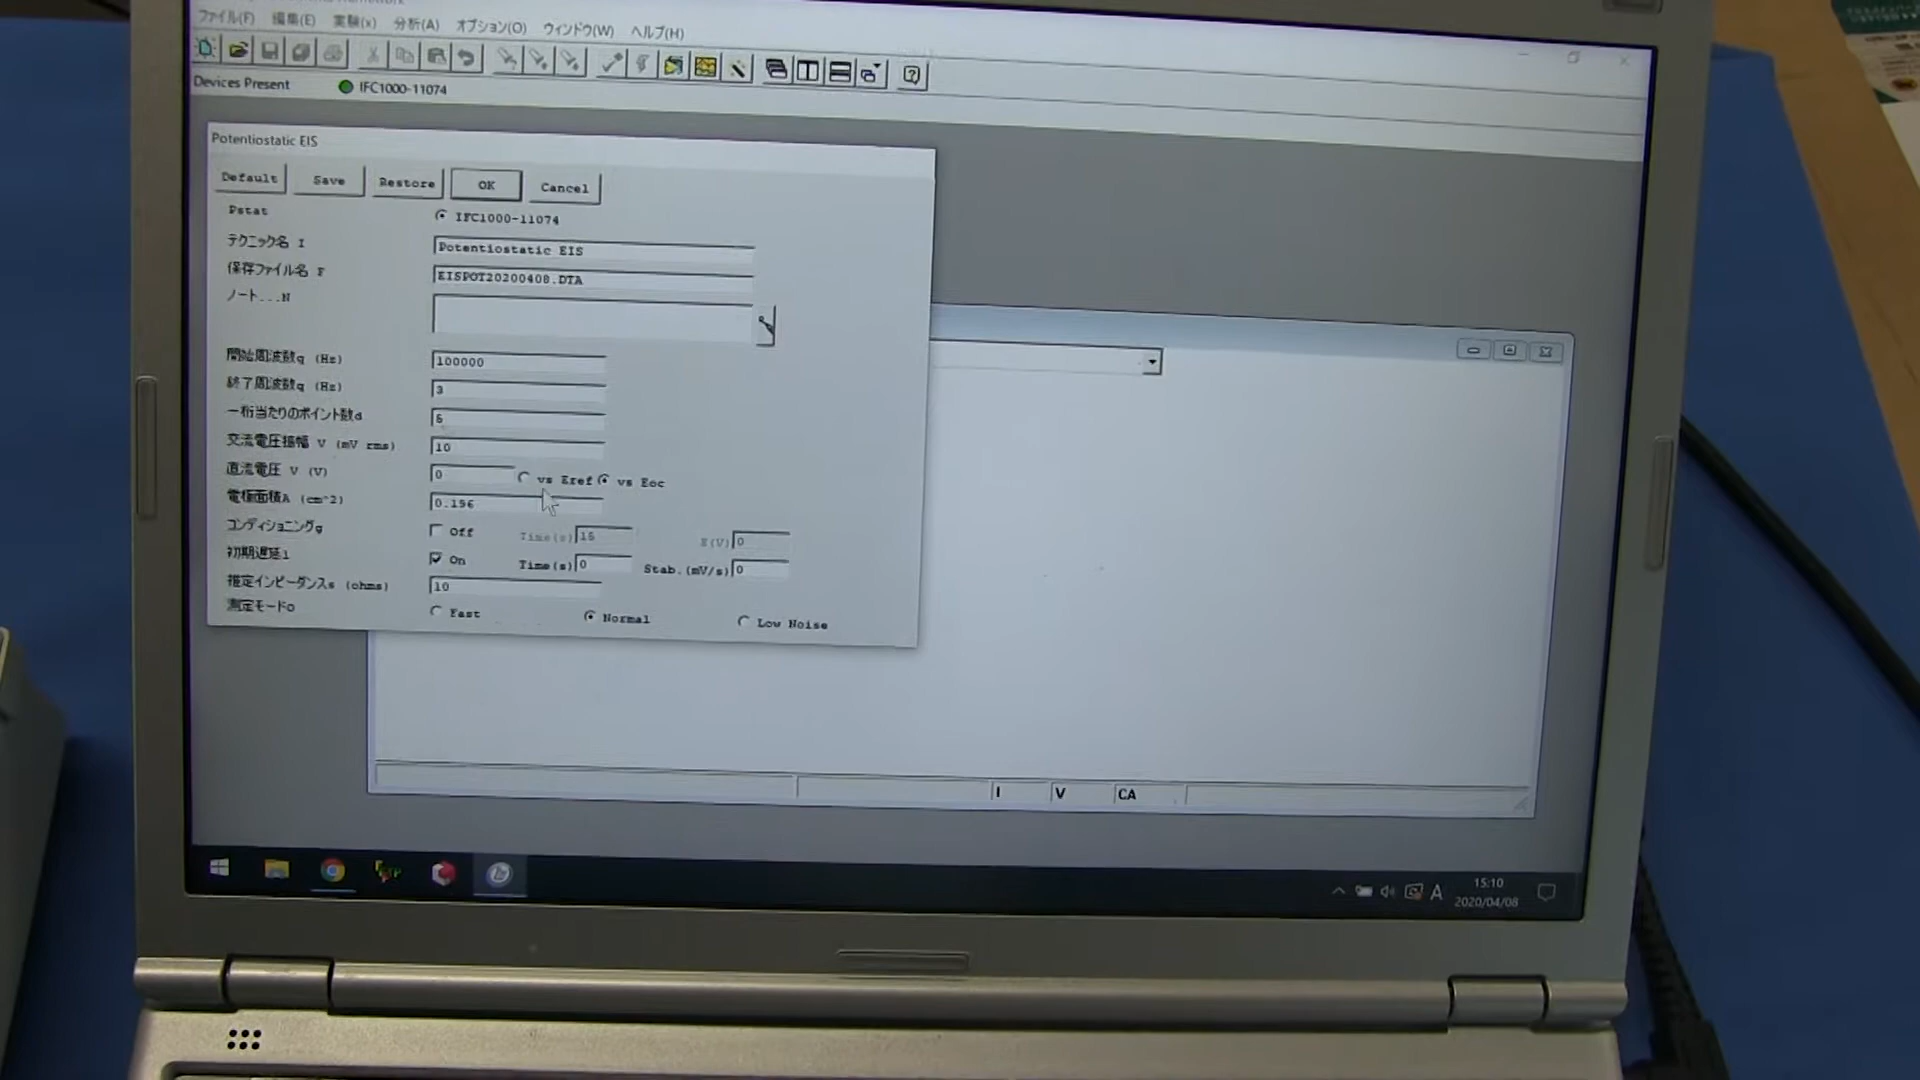 ファイル(F) 編集(E) 実験(x) 分析(A) オプション(O) ウィンドウ(W) ヘルプ(H)
Devices Present IFC1000-11074
Potentiostatic EIS
Default Save Restore OK Cancel
Pstat IFC1000-11074
テクニック名 I Potentiostatic EIS
保存ファイル名 F EISPOT20200408.DTA
ノート...N
開始周波数q (Hz) 100000
終了周波数q (Hz) 3
一桁当たりのポイント数d
交流電圧振幅 V (mV rms) 10
直流電圧 V (V) 0 vs Eref vs Eoc
電極面積A (cm^2) 0.196
コンディショニングg Off Time(s) 15 E(V) 0
初期遅延l On Time(s) 0 Stab.(mV/s) 0
推定インピーダンスs (ohms) 10
測定モードo Fast Normal Low Noise
I V CA
A 15:10
2020/04/08